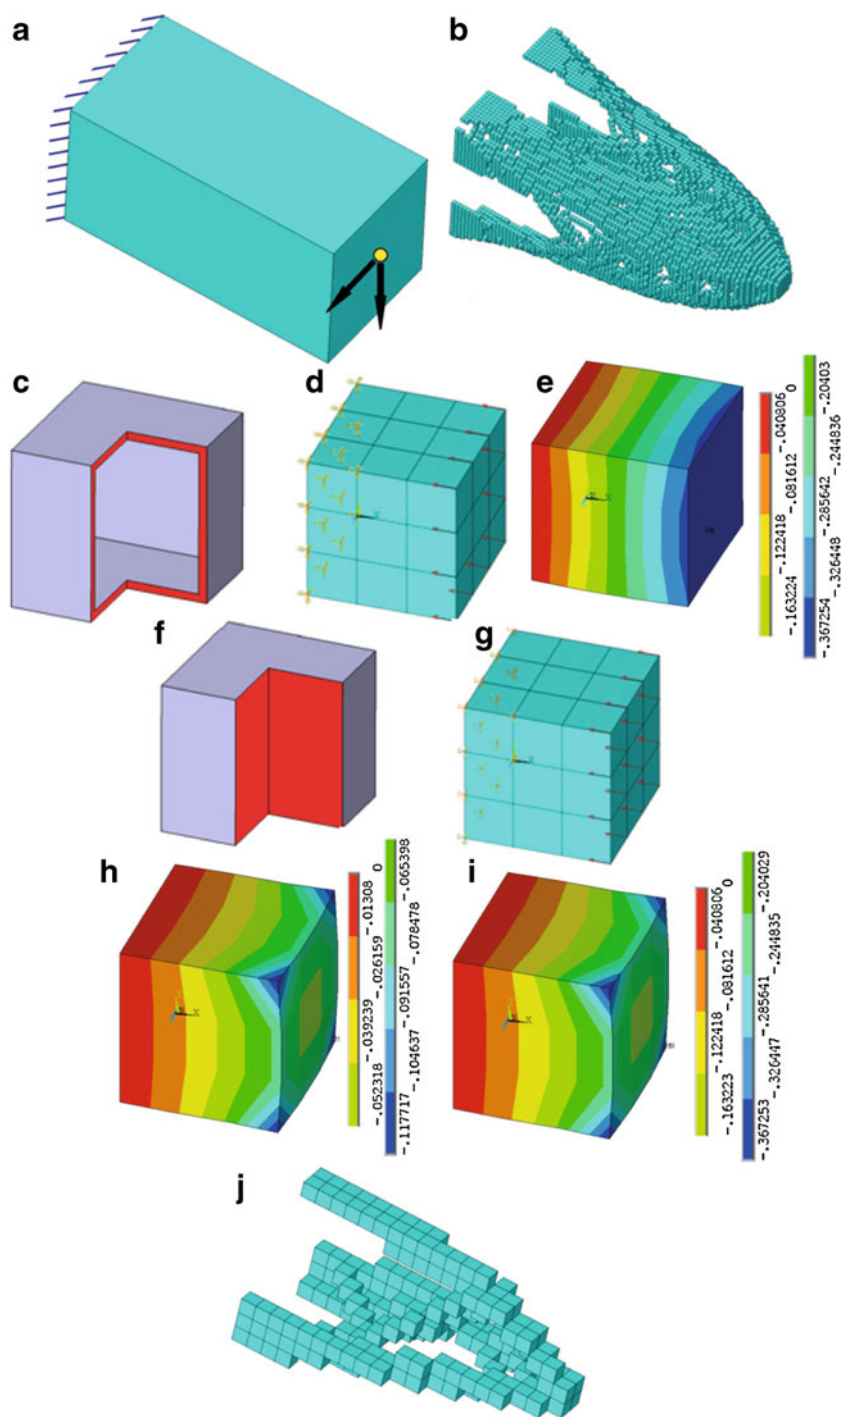 a
b
c
d
e
0
-.040806
-.081612
-.122418
-.163224
-.20403
-.244836
-.285642
-.326448
-.367254
X
f
g
X
h
0
-.01308
-.026159
-.039239
-.052318
-.065398
-.078478
-.091557
-.104637
-.117717
X
i
0
-.040806
-.081612
-.122418
-.163223
-.204029
-.244835
-.285641
-.326447
-.367253
X
j